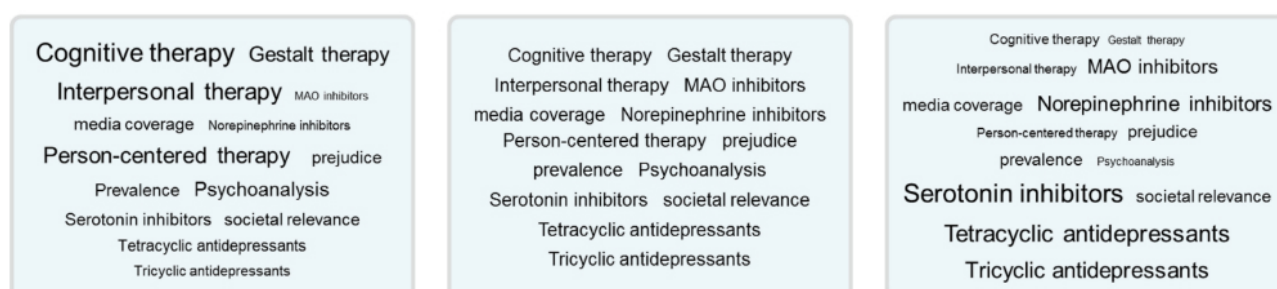 Cognitive therapy Gestalt therapy
Interpersonal therapy MAO inhibitors
media coverage Norepinephrine inhibitors
Person-centered therapy prejudice
Prevalence Psychoanalysis
Serotonin inhibitors societal relevance
Tetracyclic antidepressants
Tricyclic antidepressants
Cognitive therapy Gestalt therapy
Interpersonal therapy MAO inhibitors
media coverage Norepinephrine inhibitors
Person-centered therapy prejudice
prevalence Psychoanalysis
Serotonin inhibitors societal relevance
Tetracyclic antidepressants
Tricyclic antidepressants
Cognitive therapy Gestalt therapy
Interpersonal therapy MAO inhibitors
media coverage Norepinephrine inhibitors
Person-centered therapy prejudice
prevalence Psychoanalysis
Serotonin inhibitors societal relevance
Tetracyclic antidepressants
Tricyclic antidepressants